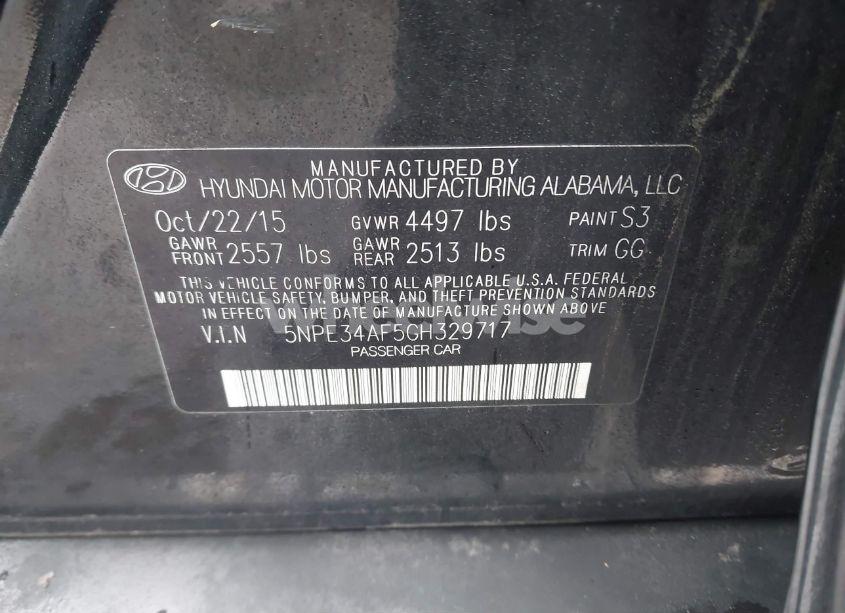 MANUFACTURED BY
HYUNDAI MOTOR MANUFACTURING ALABAMA, LLC
Oct/22/15 GVWR 4497 lbs PAINT S3
GAWR FRONT 2557 lbs GAWR REAR 2513 lbs TRIM GG
THIS VEHICLE CONFORMS TO ALL APPLICABLE U.S.A. FEDERAL
MOTOR VEHICLE SAFETY, BUMPER, AND THEFT PREVENTION STANDARDS
IN EFFECT ON THE DATE OF MANUFACTURE SHOWN ABOVE
V.I.N 5NPE34AF5GH329717
PASSENGER CAR